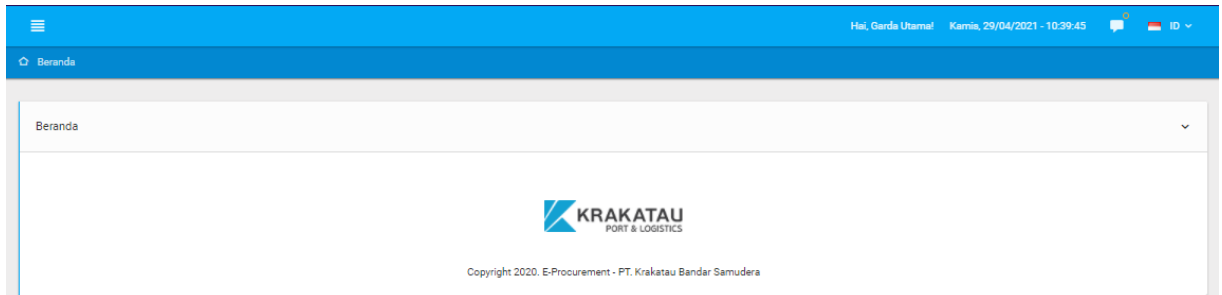 Hai, Garda Utama! Kamis, 29/04/2021 - 10:39:45 ID
Beranda
Beranda
KRAKATAU
PORT & LOGISTICS
Copyright 2020. E-Procurement - PT. Krakatau Bandar Samudera